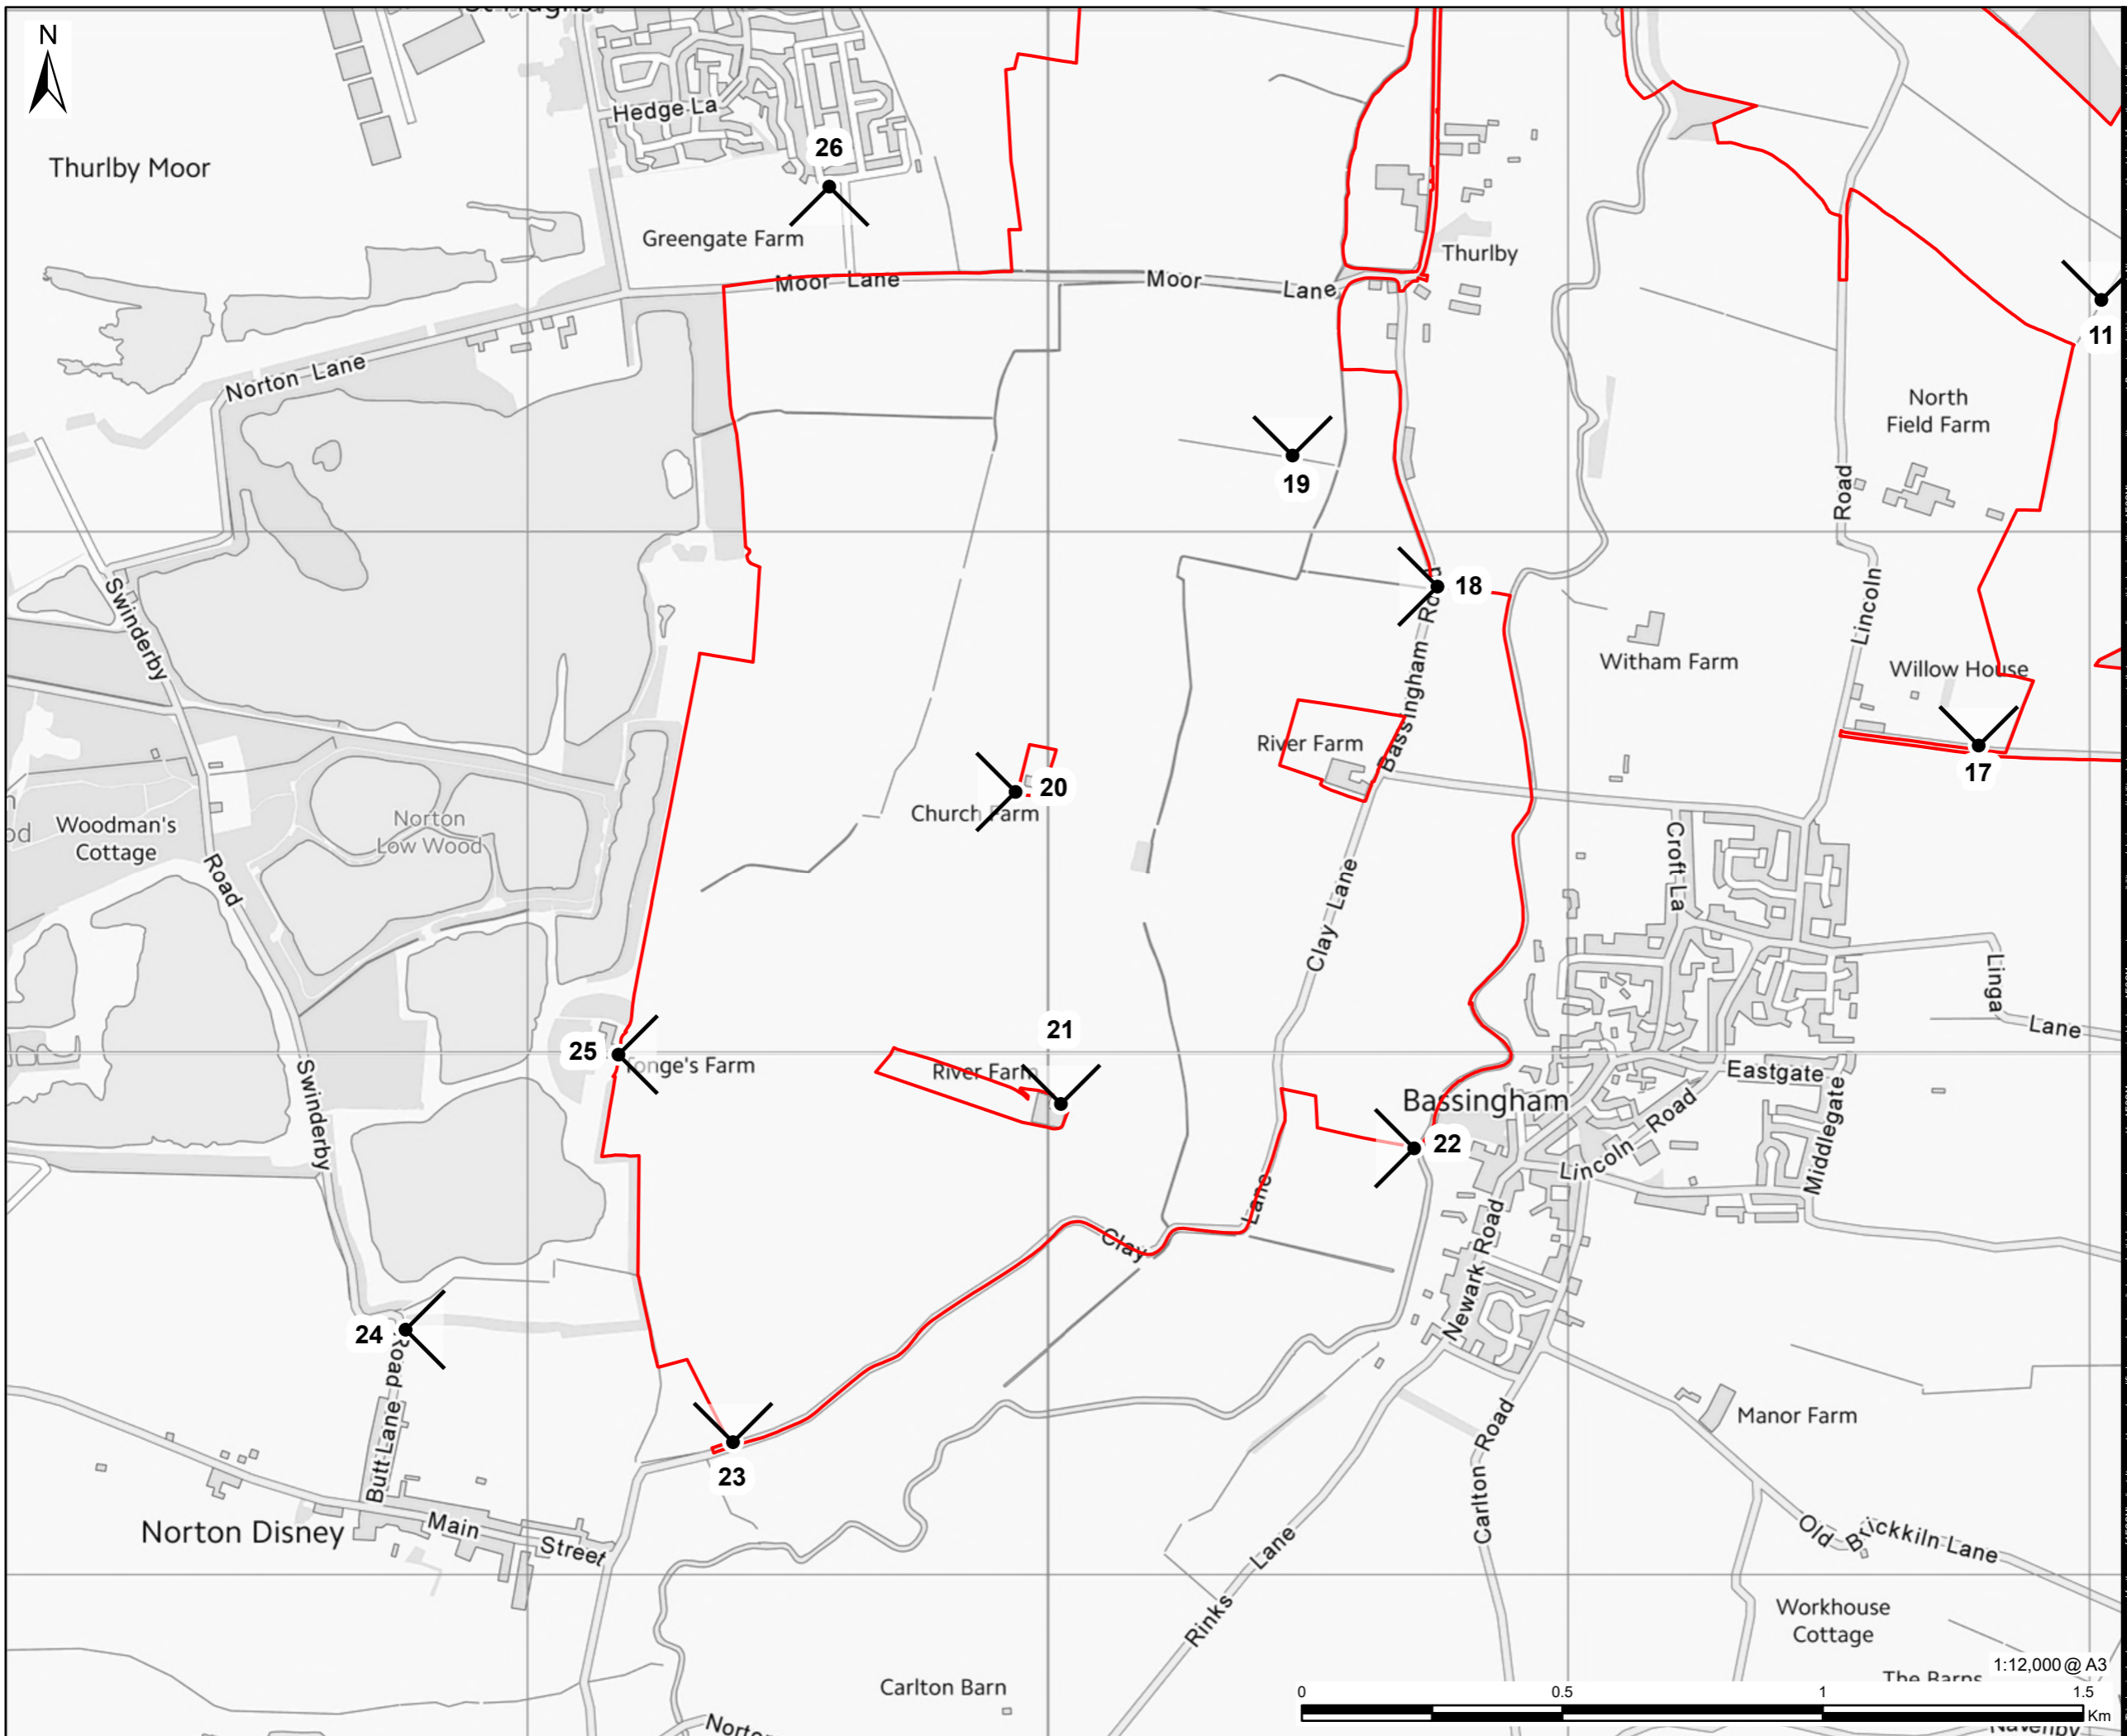 N
Hedge La
26
Thurlby Moor
Greengate Farm
Thurlby
Moor Lane
Moor
Lane
11
Norton Lane
North
Field Farm
19
Road
18
Swinderby
Lincoln
Witham Farm
Willow House
Bassingham
River Farm
17
20
Church Farm
Woodman's
Cottage
Norton
Low Wood
Croft La
Road
Clay Lane
Linga
Lane
21
25
Tonge's Farm
River Farm
Eastgate
Swinderby
Bassingham
22
Lincoln Road
Middlegate
Lane
Clay
Newark Road
24
Butt Lane Road
Manor Farm
23
Carlton Road
Norton Disney
Main
Street
Old Brickkiln Lane
Rinks Lane
Workhouse
Cottage
Carlton Barn
The Barns
1:12,000 @ A3
0
0.5
1
1.5
Km